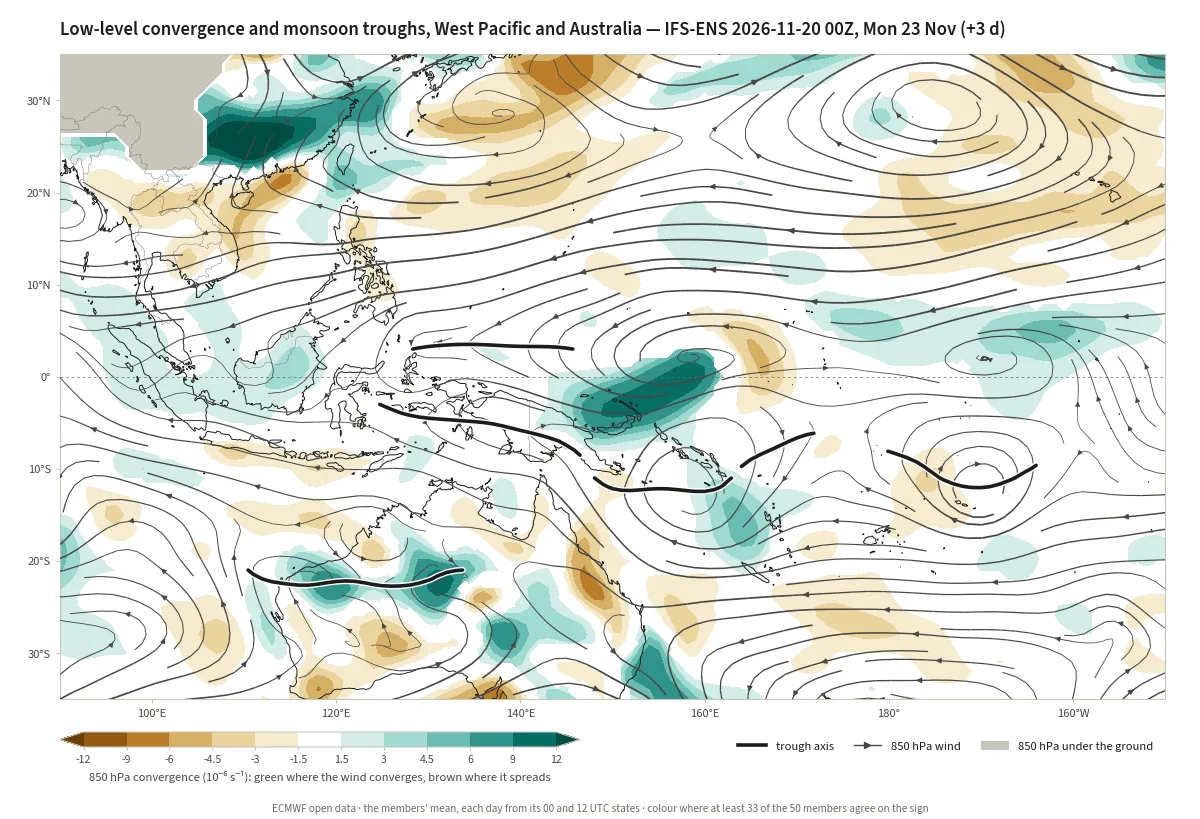 Low-level convergence and monsoon troughs, West Pacific and Australia — IFS-ENS 2026-11-20 00Z, Mon 23 Nov (+3 d)
30°N
20°N
10°N
0°
10°S
20°S
30°S
100°E 120°E 140°E 160°E 180° 160°W
-12 -9 -6 -4.5 -3 -1.5 1.5 3 4.5 6 9 12
850 hPa convergence (10⁻⁶ s⁻¹): green where the wind converges, brown where it spreads
trough axis 850 hPa wind 850 hPa under the ground
ECMWF open data · the members' mean, each day from its 00 and 12 UTC states · colour where at least 33 of the 50 members agree on the sign